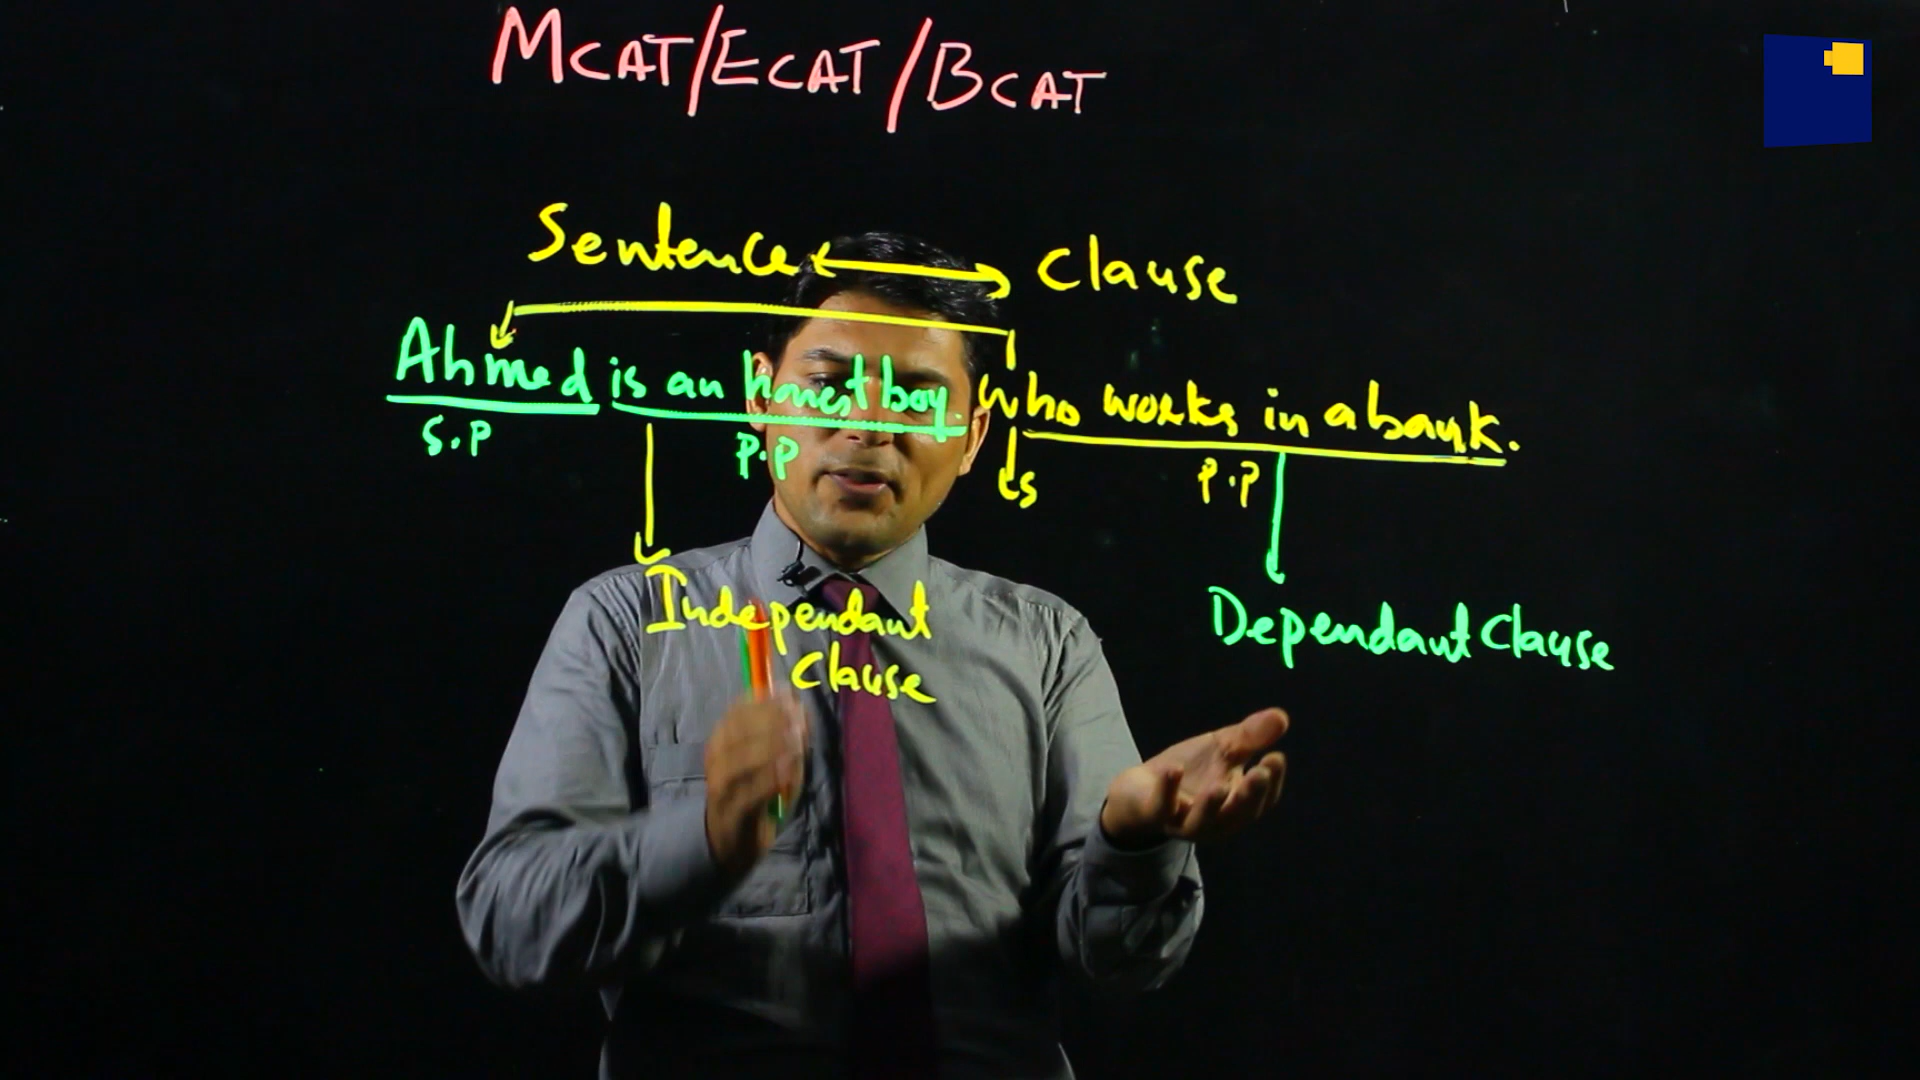 MCAT/ECAT/BCAT
Sentence Clause
Ahmed is an honest boy. who works in a bank.
S.P P.P S P.P
Independant Dependant Clause
Clause